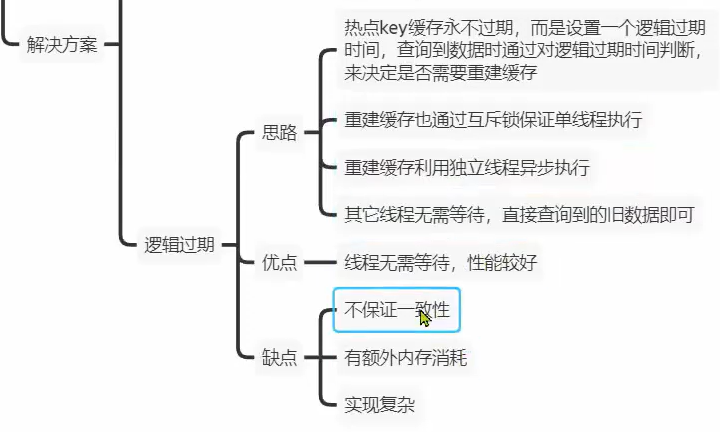 热点key缓存永不过期，而是设置一个逻辑过期
时间，查询到数据时通过对逻辑过期时间判断，
来决定是否需要重建缓存
解决方案
思路
重建缓存也通过互斥锁保证单线程执行
重建缓存利用独立线程异步执行
其它线程无需等待，直接查询到的旧数据即可
逻辑过期
优点
线程无需等待，性能较好
不保证一致性
缺点
有额外内存消耗
实现复杂